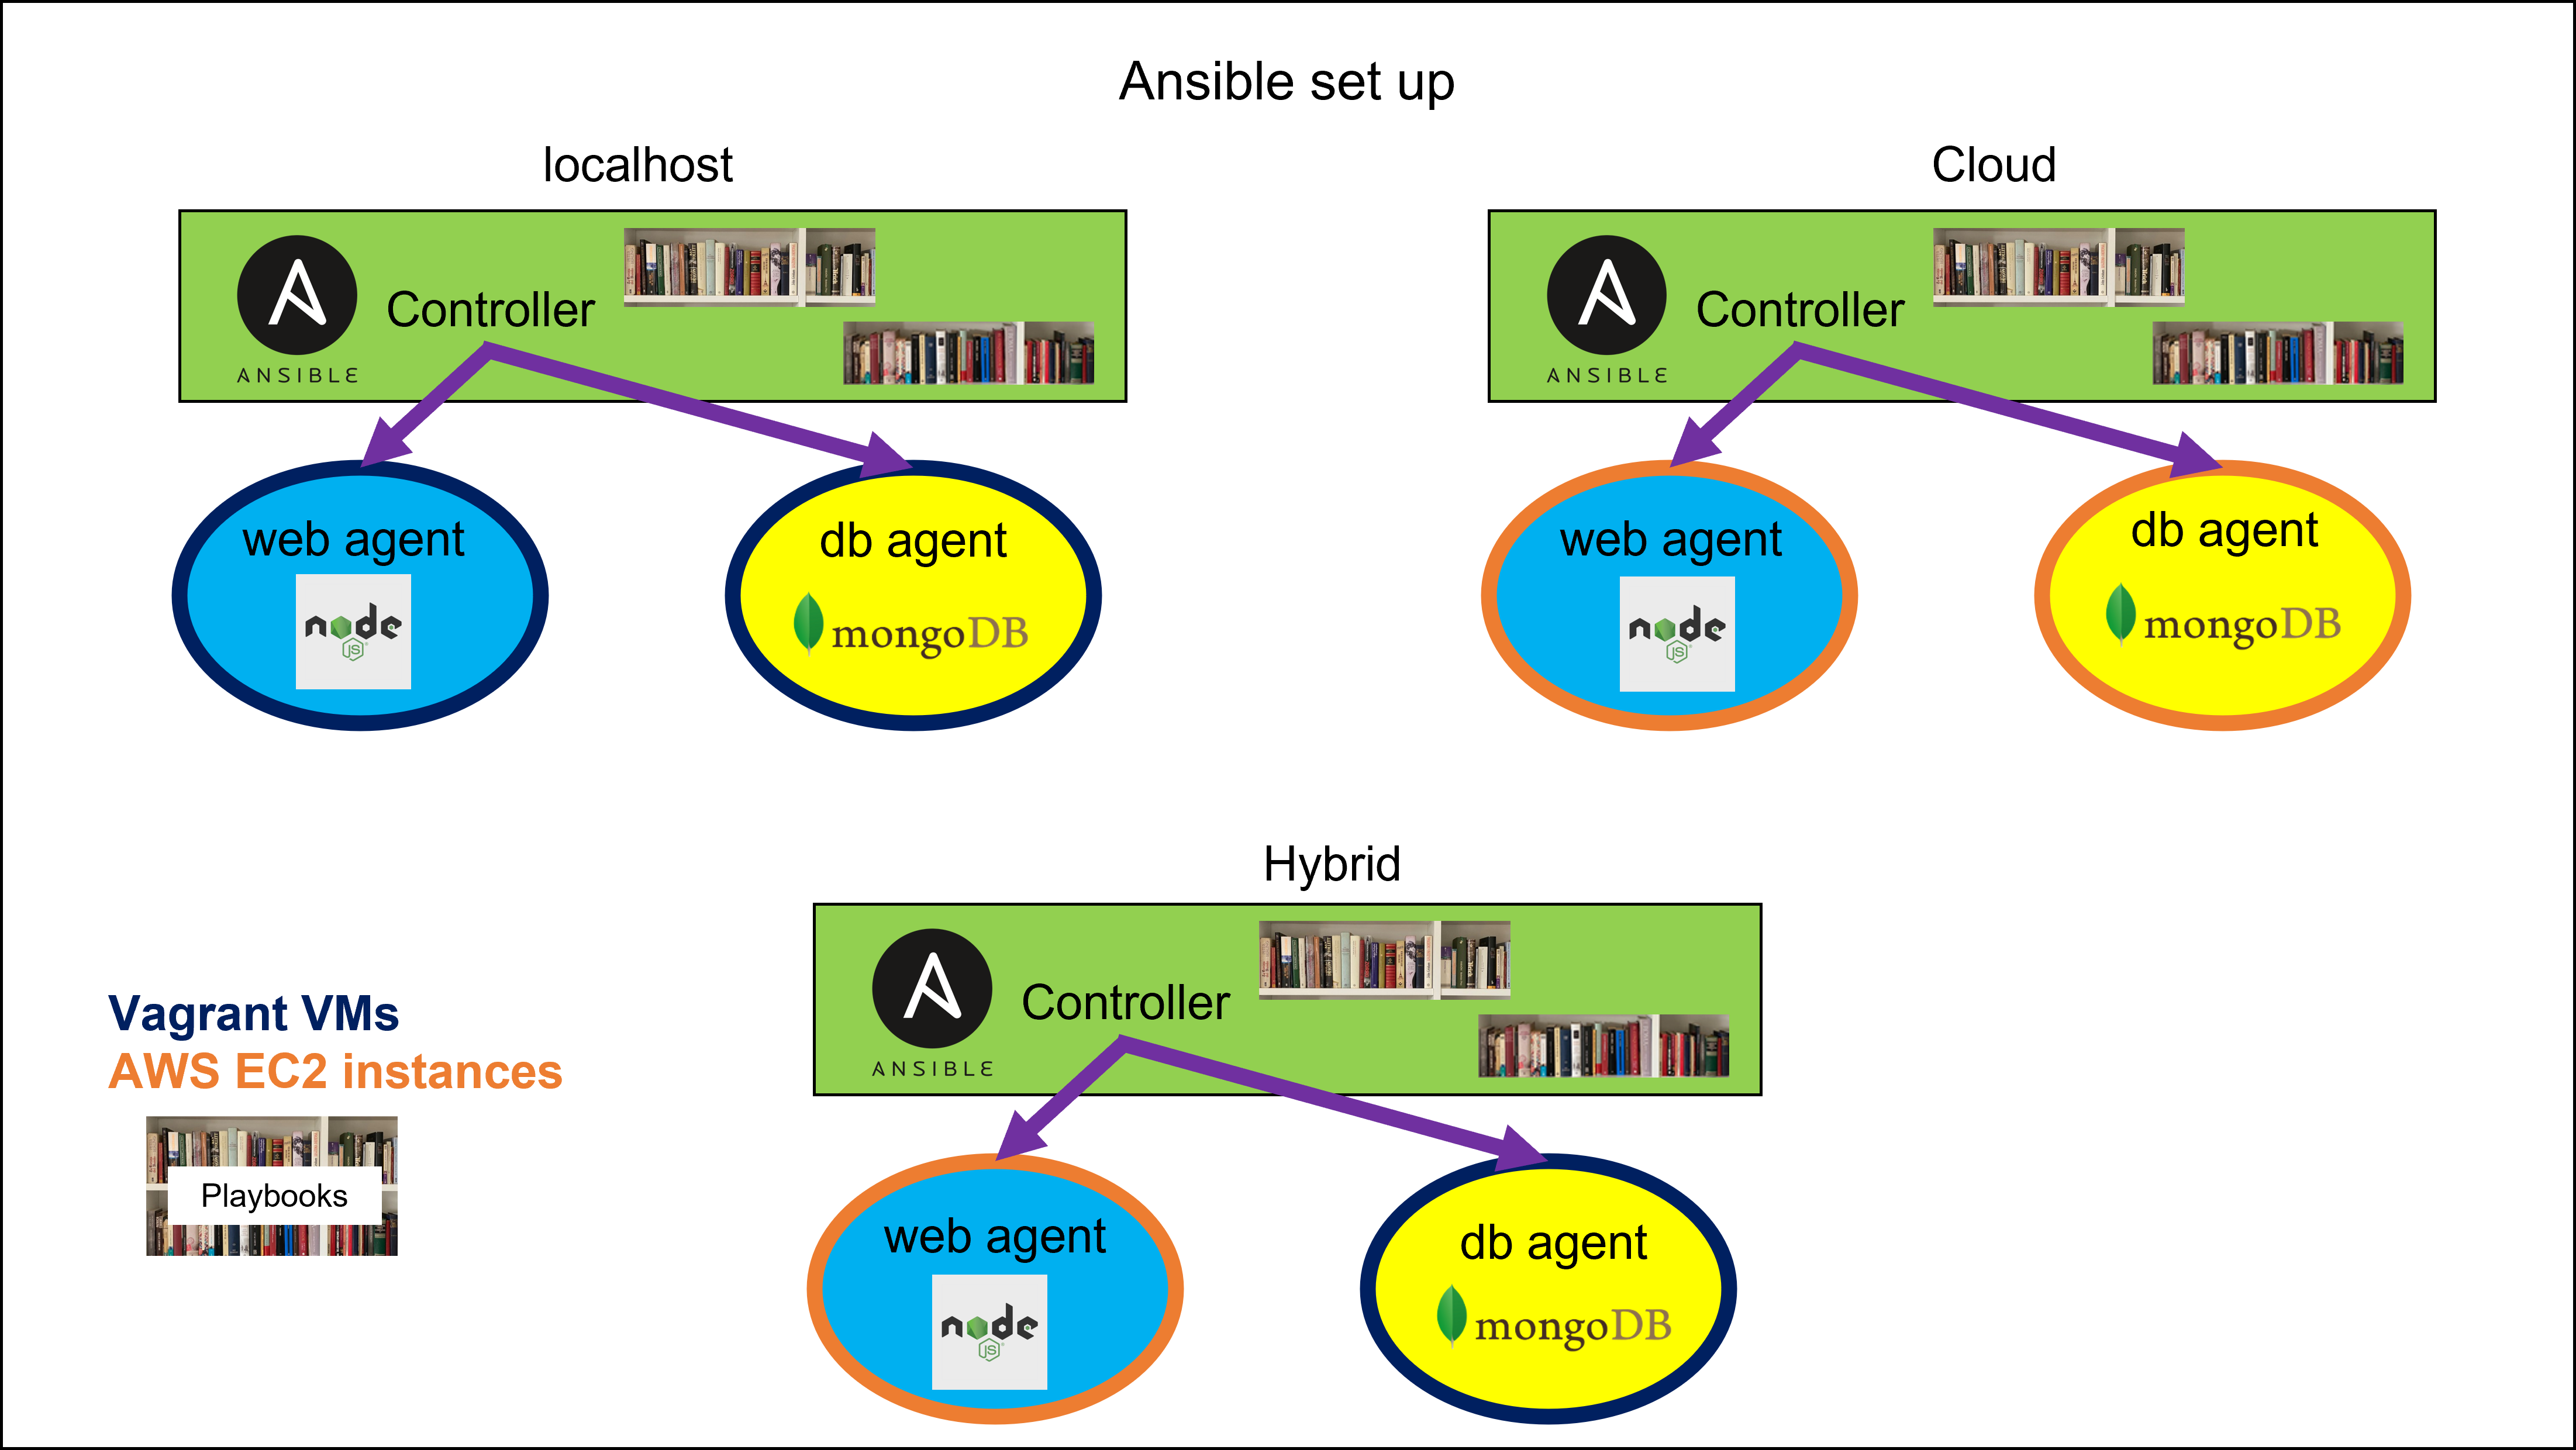 Ansible set up
localhost
Cloud
Controller
ANSIBLE
Controller
ANSIBLE
web agent
node
JS
db agent
mongoDB
web agent
node
JS
db agent
mongoDB
Hybrid
Controller
ANSIBLE
Vagrant VMs
AWS EC2 instances
Playbooks
web agent
node
JS
db agent
mongoDB